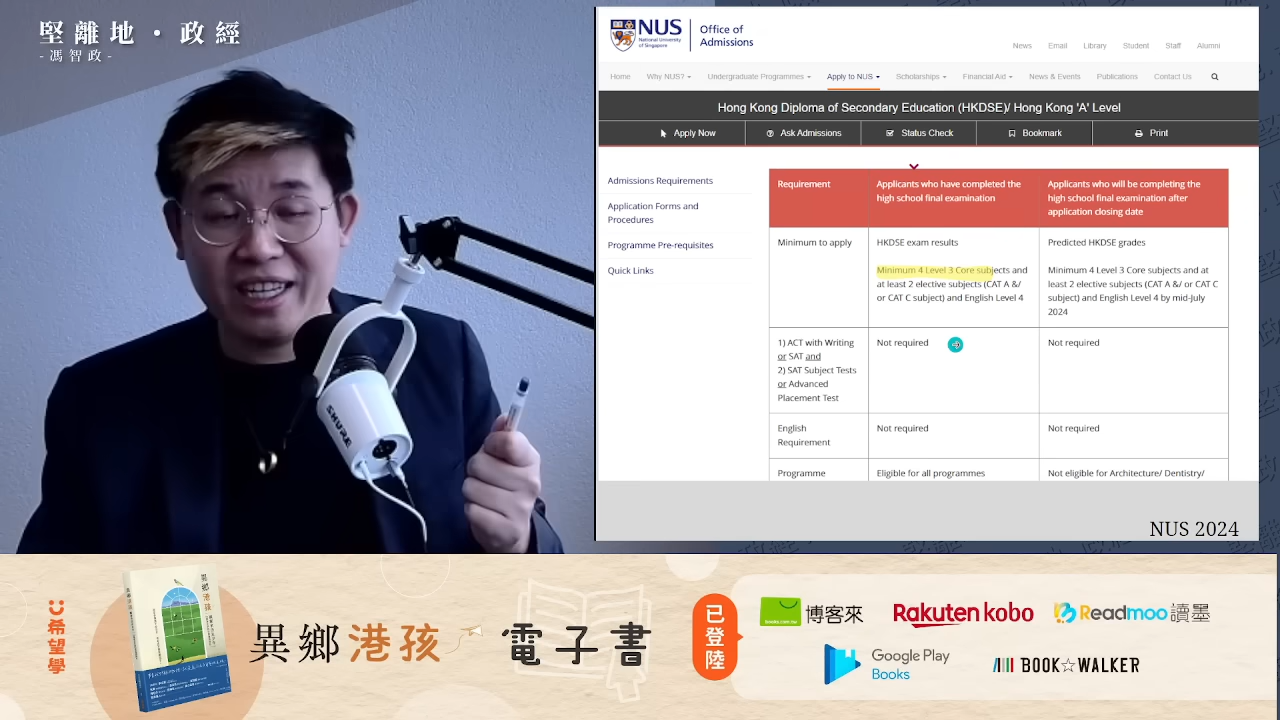 堅離地・政經
- 馮智政 -
SHURE
NUS
National University
of Singapore
Office of
Admissions
News Email Library Student Staff Alumni
Home Why NUS? Undergraduate Programmes Apply to NUS Scholarships Financial Aid News & Events Publications Contact Us
Hong Kong Diploma of Secondary Education (HKDSE)/ Hong Kong 'A' Level
Apply Now Ask Admissions Status Check Bookmark Print
Admissions Requirements
Application Forms and
Procedures
Programme Pre-requisites
Quick Links
Requirement
Applicants who have completed the
high school final examination
Applicants who will be completing the
high school final examination after
application closing date
Minimum to apply
HKDSE exam results
Minimum 4 Level 3 Core subjects and
at least 2 elective subjects (CAT A &/
or CAT C subject) and English Level 4
Predicted HKDSE grades
Minimum 4 Level 3 Core subjects and at
least 2 elective subjects (CAT A &/ or CAT C
subject) and English Level 4 by mid-July
2024
1) ACT with Writing
or SAT and
2) SAT Subject Tests
or Advanced
Placement Test
Not required
Not required
English
Requirement
Not required
Not required
Programme
Eligible for all programmes
Not eligible for Architecture/ Dentistry/
NUS 2024
希望學
異鄉港孩
異鄉港孩 電子書
已登陸
博客來
books.com.tw
Rakuten kobo
Readmoo 讀墨
Google Play
Books
BOOK☆WALKER